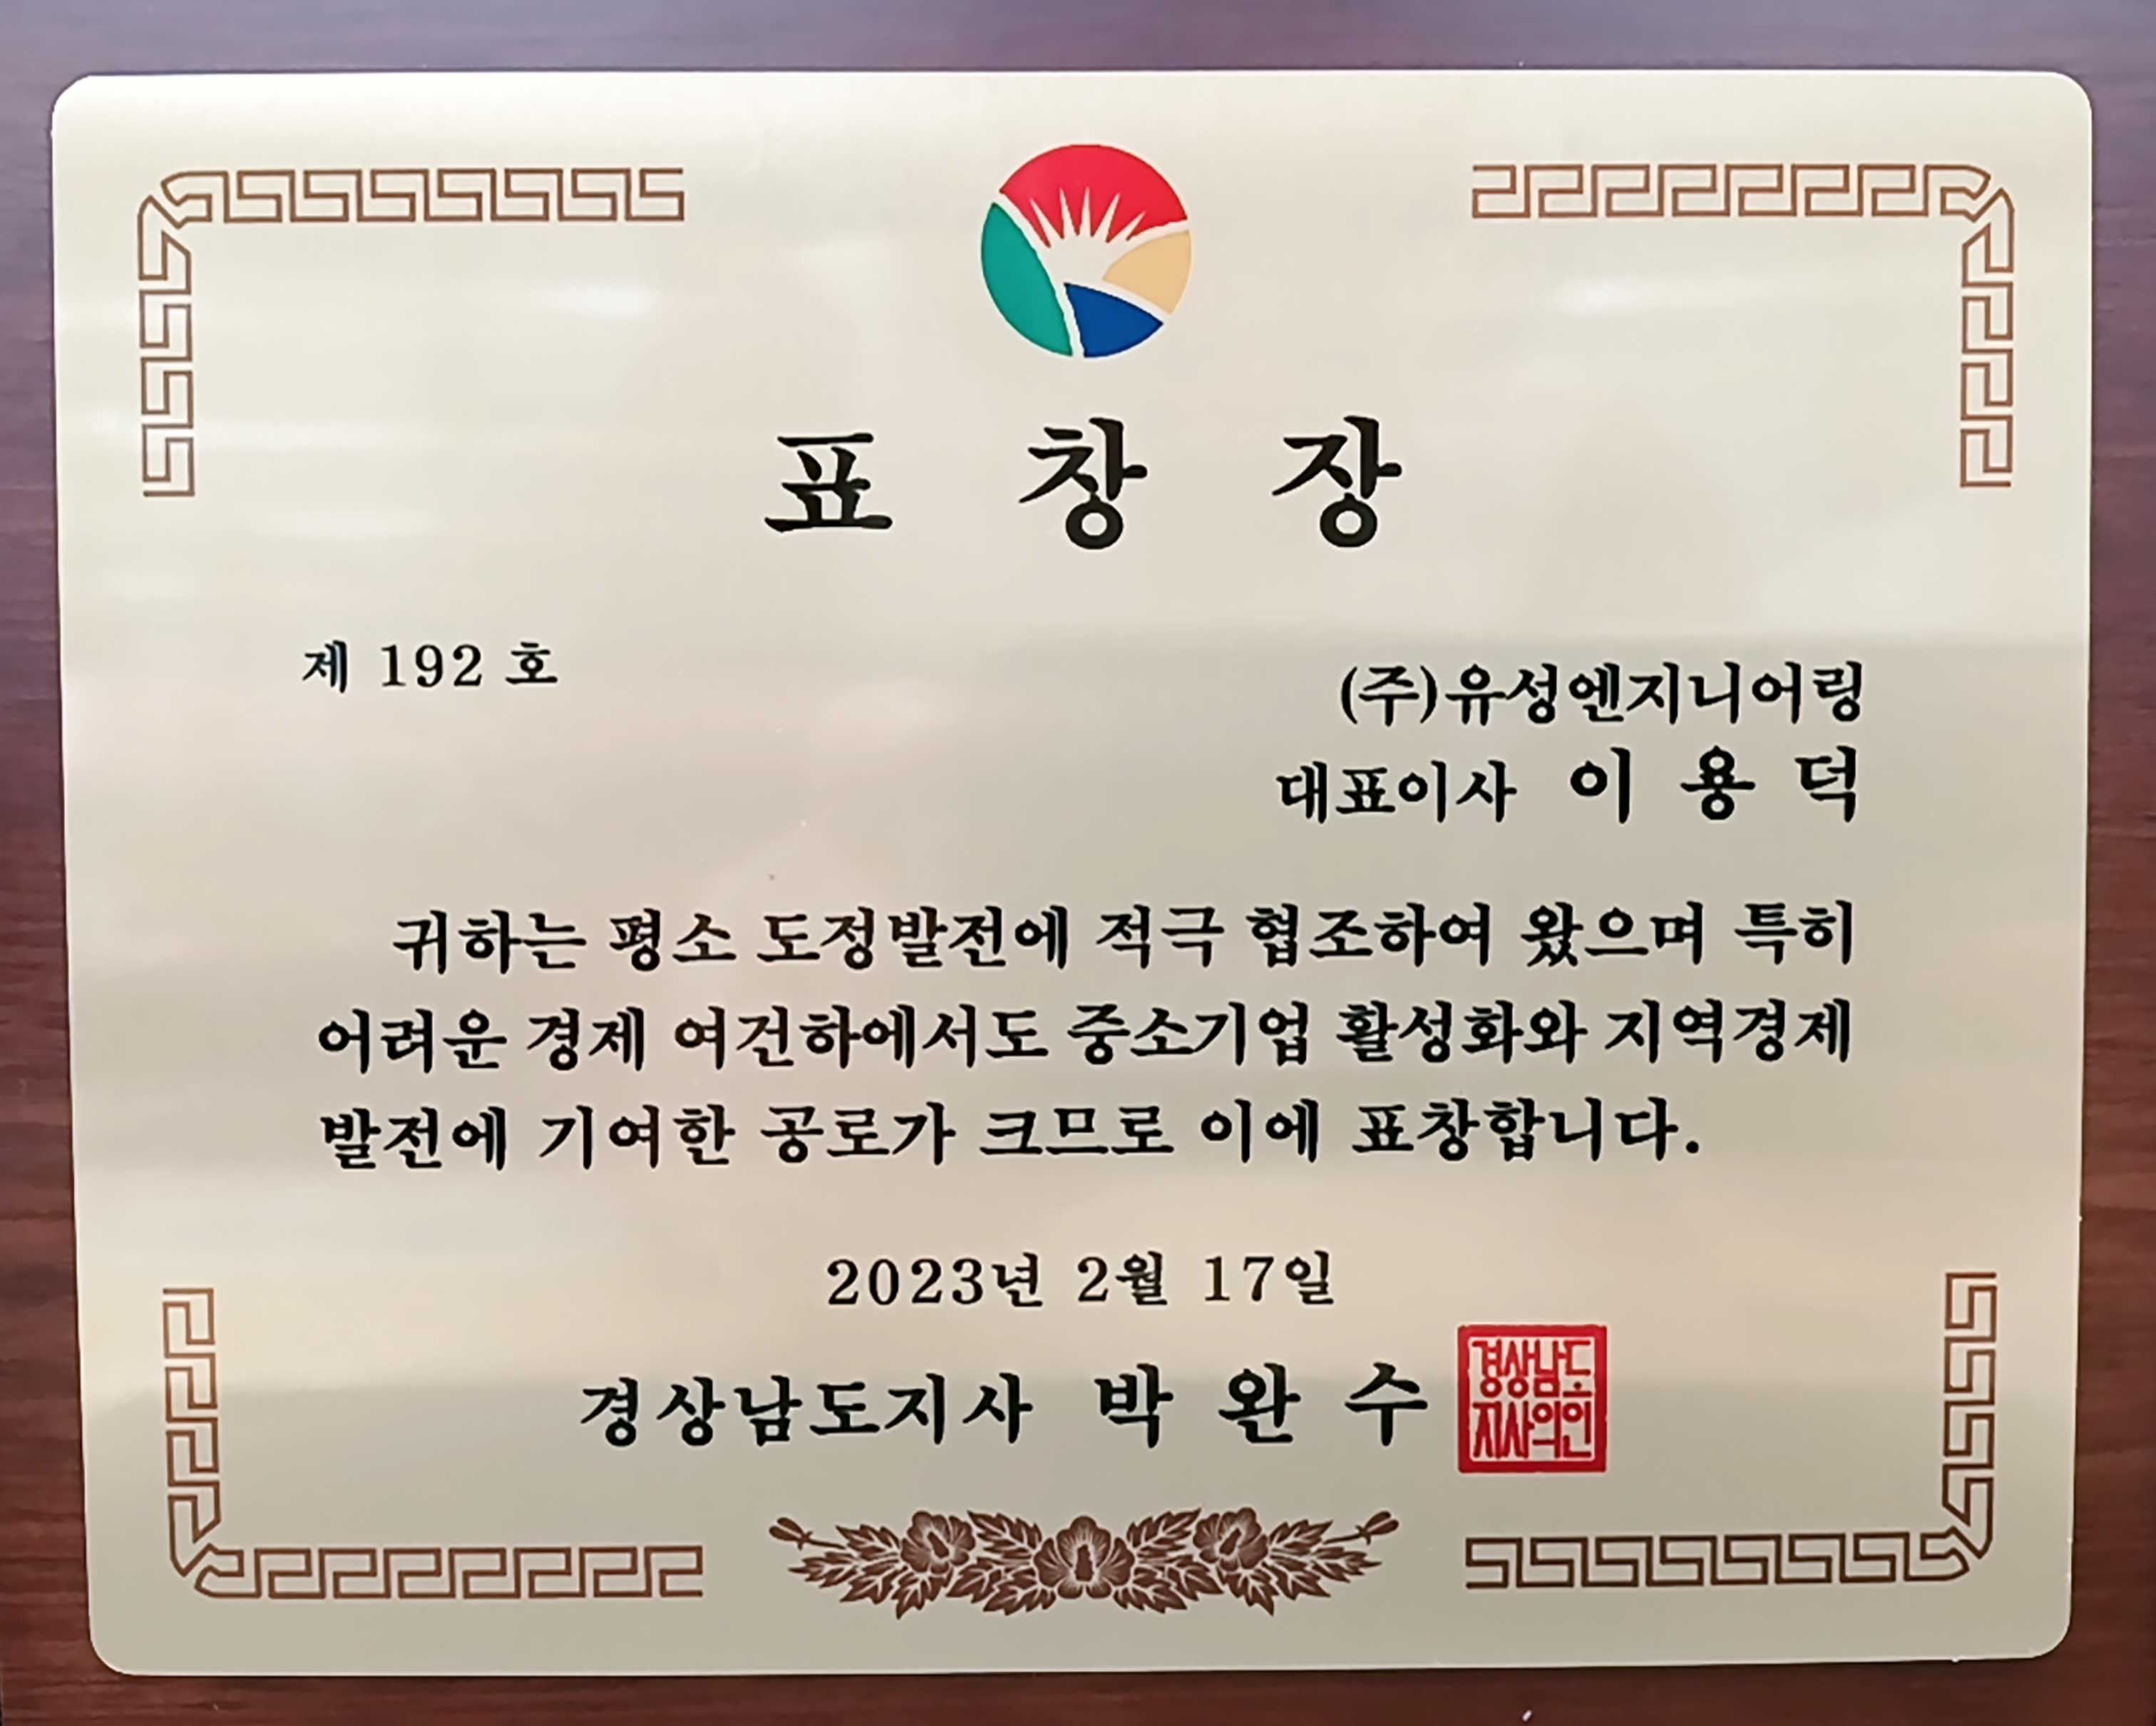 표 창 장
제 192 호
(주)유성엔지니어링
대표이사 이 용 덕
귀하는 평소 도정발전에 적극 협조하여 왔으며 특히
어려운 경제 여건하에서도 중소기업 활성화와 지역경제
발전에 기여한 공로가 크므로 이에 표창합니다.
2023년 2월 17일
경상남도지사 박 완 수
경상남도
지사의인